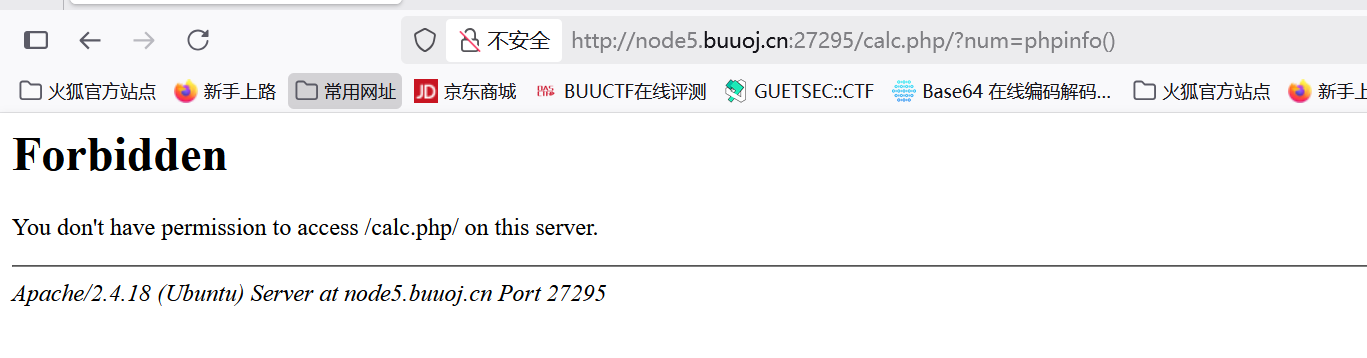 不安全 http://node5.buuoj.cn:27295/calc.php/?num=phpinfo()
火狐官方站点 新手上路 常用网址 JD 京东商城 BUUCTF在线评测 GUETSEC::CTF Base64 在线编码解码... 火狐官方站点 新手上
Forbidden
You don't have permission to access /calc.php/ on this server.
Apache/2.4.18 (Ubuntu) Server at node5.buuoj.cn Port 27295